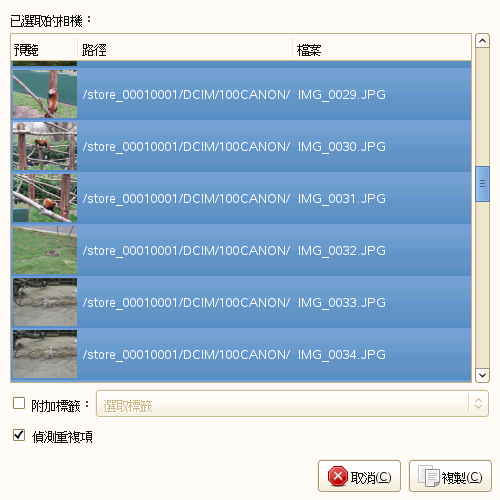 已選取的相機：
預覽 路徑 檔案
/store_00010001/DCIM/100CANON/ IMG_0029.JPG
/store_00010001/DCIM/100CANON/ IMG_0030.JPG
/store_00010001/DCIM/100CANON/ IMG_0031.JPG
/store_00010001/DCIM/100CANON/ IMG_0032.JPG
/store_00010001/DCIM/100CANON/ IMG_0033.JPG
/store_00010001/DCIM/100CANON/ IMG_0034.JPG
附加標籤： 選取標籤
偵測重複項
取消(C) 複製(C)